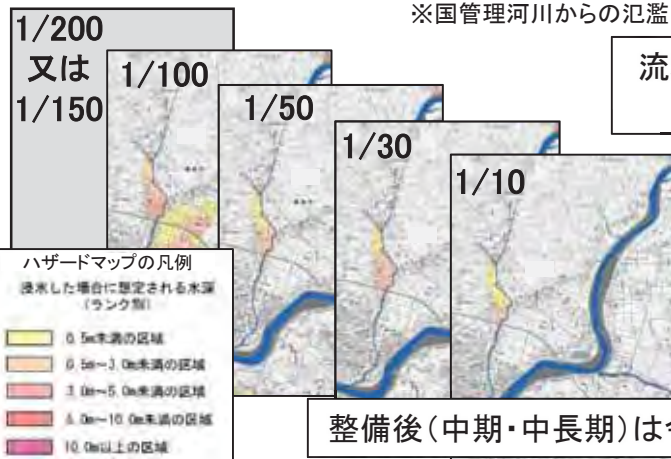 ※国管理河川からの氾濫
1/200
又は
1/150
1/100
1/50
1/30
1/10
流
ハザードマップの凡例
浸水した場合に想定される水深
(ランク別)
0.5m未満の区域
0.5m~3.0m未満の区域
3.0m~5.0m未満の区域
5.0m~10.0m未満の区域
10.0m以上の区域
整備後(中期・中長期)は